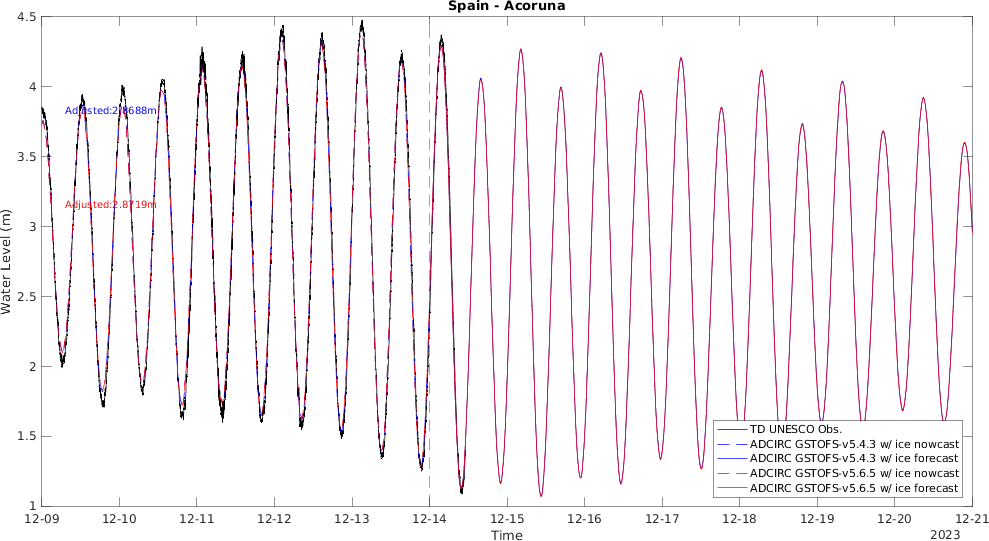 Spain - Acoruna
4.5
4
3.5
3
2.5
2
1.5
1
Water Level (m)
Adjusted:2.8688m
Adjusted:2.8719m
TD UNESCO Obs.
ADCIRC GSTOFS-v5.4.3 w/ ice nowcast
ADCIRC GSTOFS-v5.4.3 w/ ice forecast
ADCIRC GSTOFS-v5.6.5 w/ ice nowcast
ADCIRC GSTOFS-v5.6.5 w/ ice forecast
12-09 12-10 12-11 12-12 12-13 12-14 12-15 12-16 12-17 12-18 12-19 12-20 12-21
Time
2023